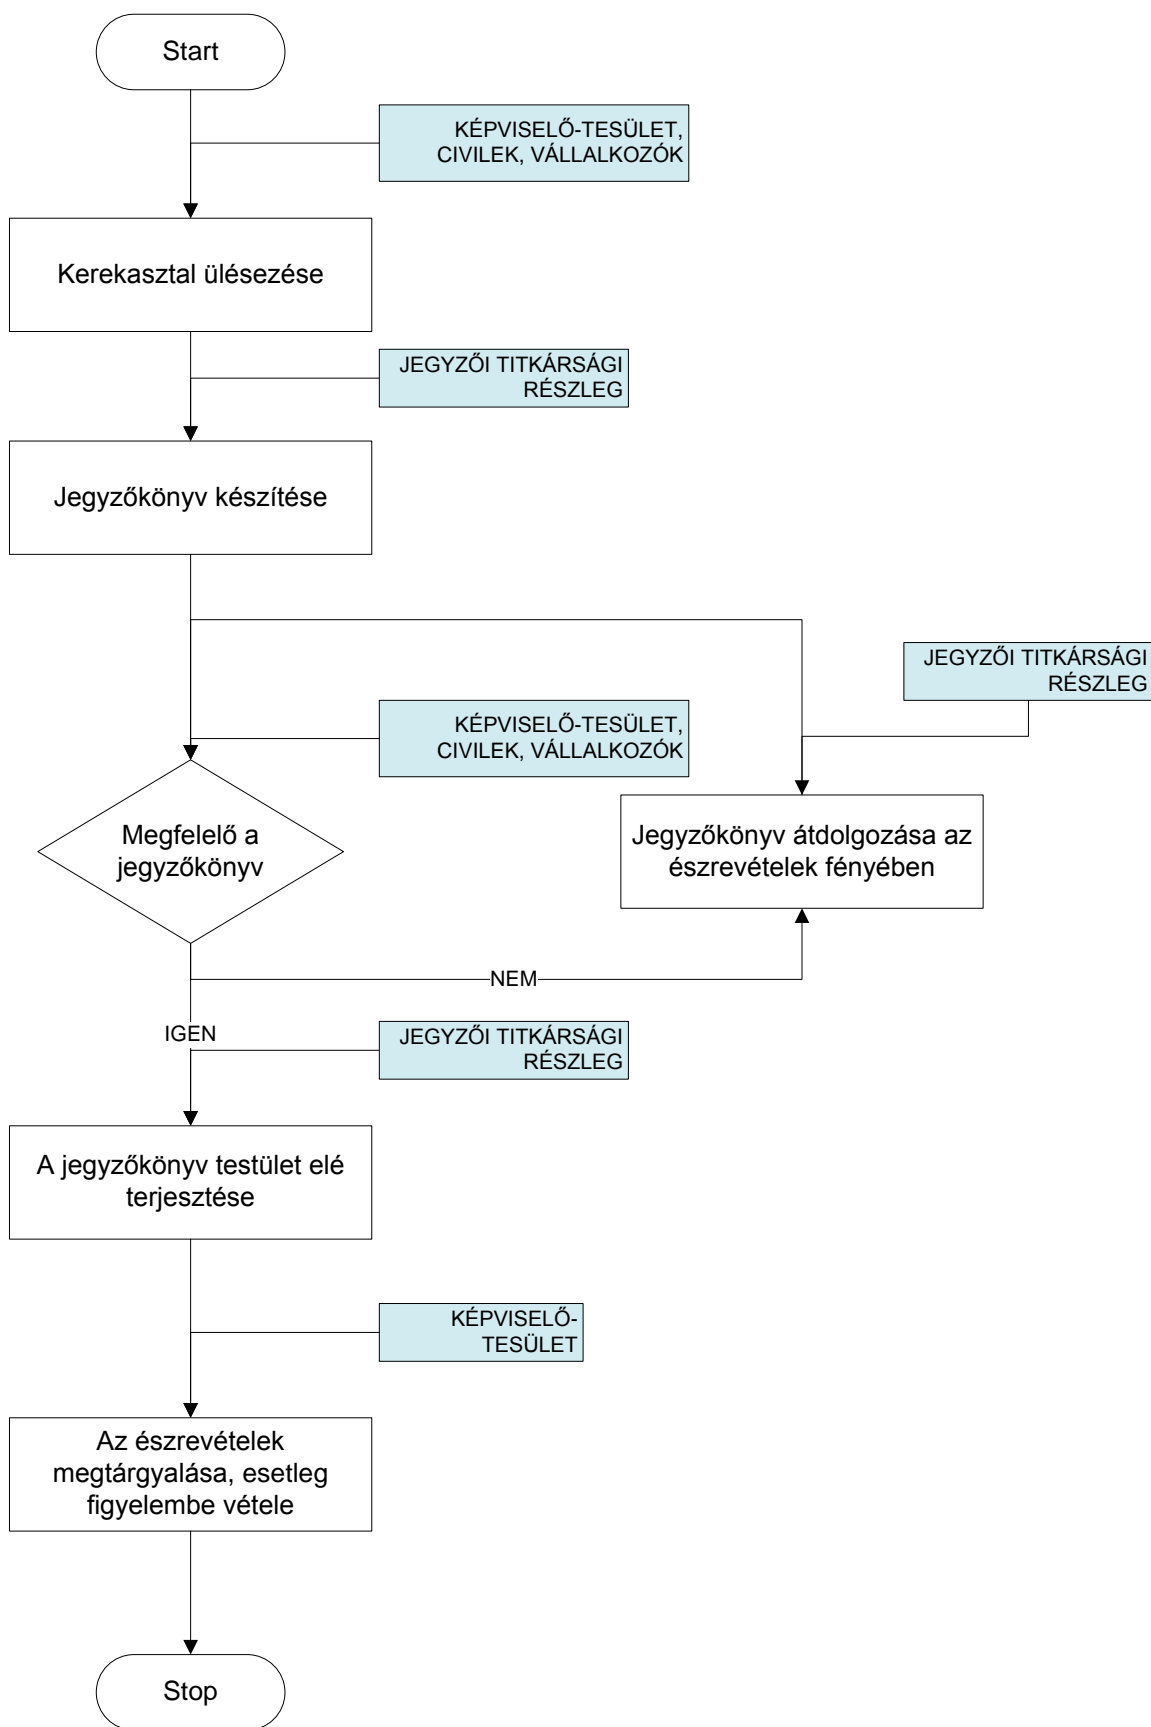 Start
KÉPVISELŐ-TESÜLET,
CIVILEK, VÁLLALKOZÓK
Kerekasztal ülésezése
JEGYZŐI TITKÁRSÁGI
RÉSZLEG
Jegyzőkönyv készítése
JEGYZŐI TITKÁRSÁGI
RÉSZLEG
KÉPVISELŐ-TESÜLET,
CIVILEK, VÁLLALKOZÓK
Megfelelő a
jegyzőkönyv
Jegyzőkönyv átdolgozása az
észrevételek fényében
NEM
IGEN
JEGYZŐI TITKÁRSÁGI
RÉSZLEG
A jegyzőkönyv testület elé
terjesztése
KÉPVISELŐ-
TESÜLET
Az észrevételek
megtárgyalása, esetleg
figyelembe vétele
Stop